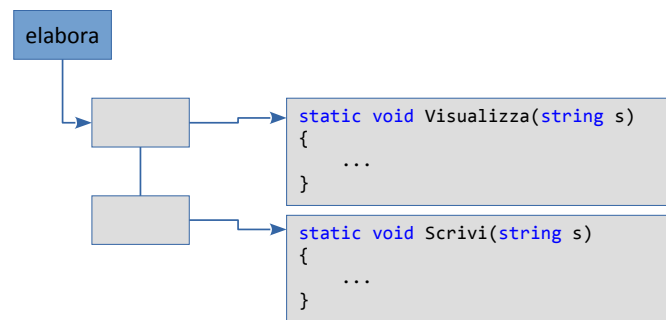 elabora
static void Visualizza(string s)
{
...
}
static void Scrivi(string s)
{
...
}